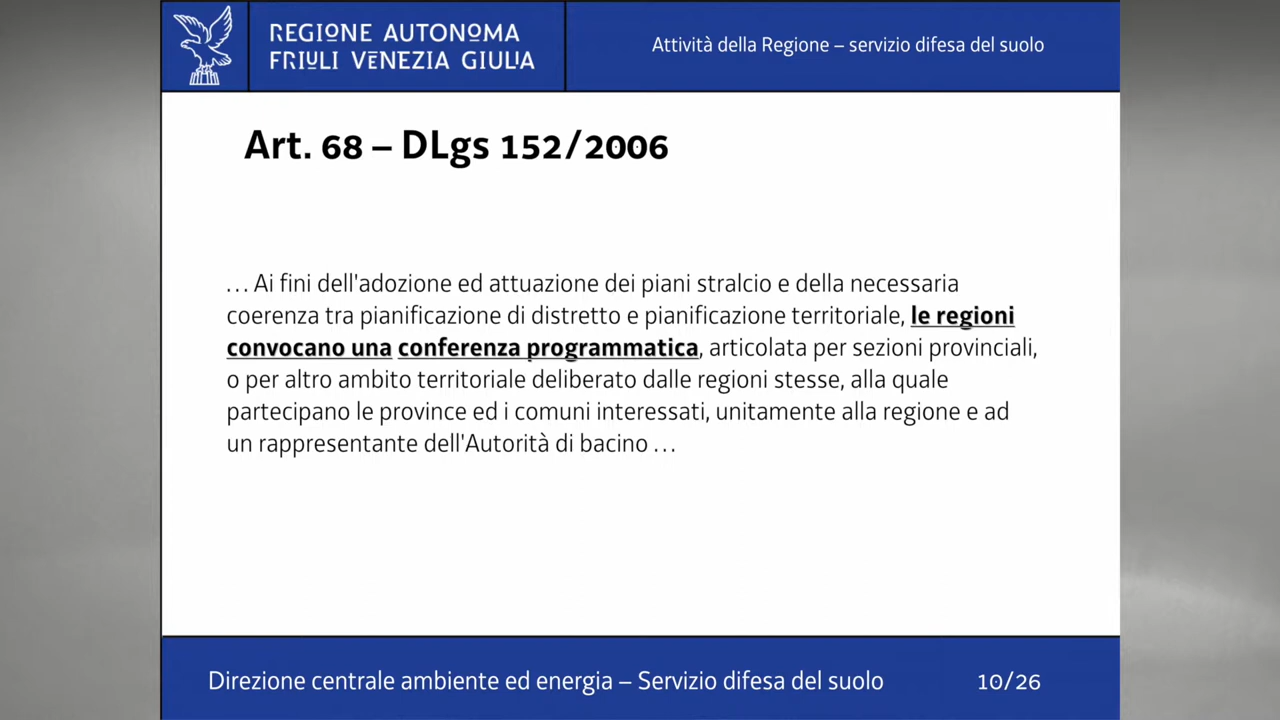 REGIONE AUTONOMA
FRIULI VENEZIA GIULIA
Attività della Regione – servizio difesa del suolo
Art. 68 – DLgs 152/2006
… Ai fini dell'adozione ed attuazione dei piani stralcio e della necessaria
coerenza tra pianificazione di distretto e pianificazione territoriale, le regioni
convocano una conferenza programmatica, articolata per sezioni provinciali,
o per altro ambito territoriale deliberato dalle regioni stesse, alla quale
partecipano le province ed i comuni interessati, unitamente alla regione e ad
un rappresentante dell'Autorità di bacino …
Direzione centrale ambiente ed energia – Servizio difesa del suolo
10/26